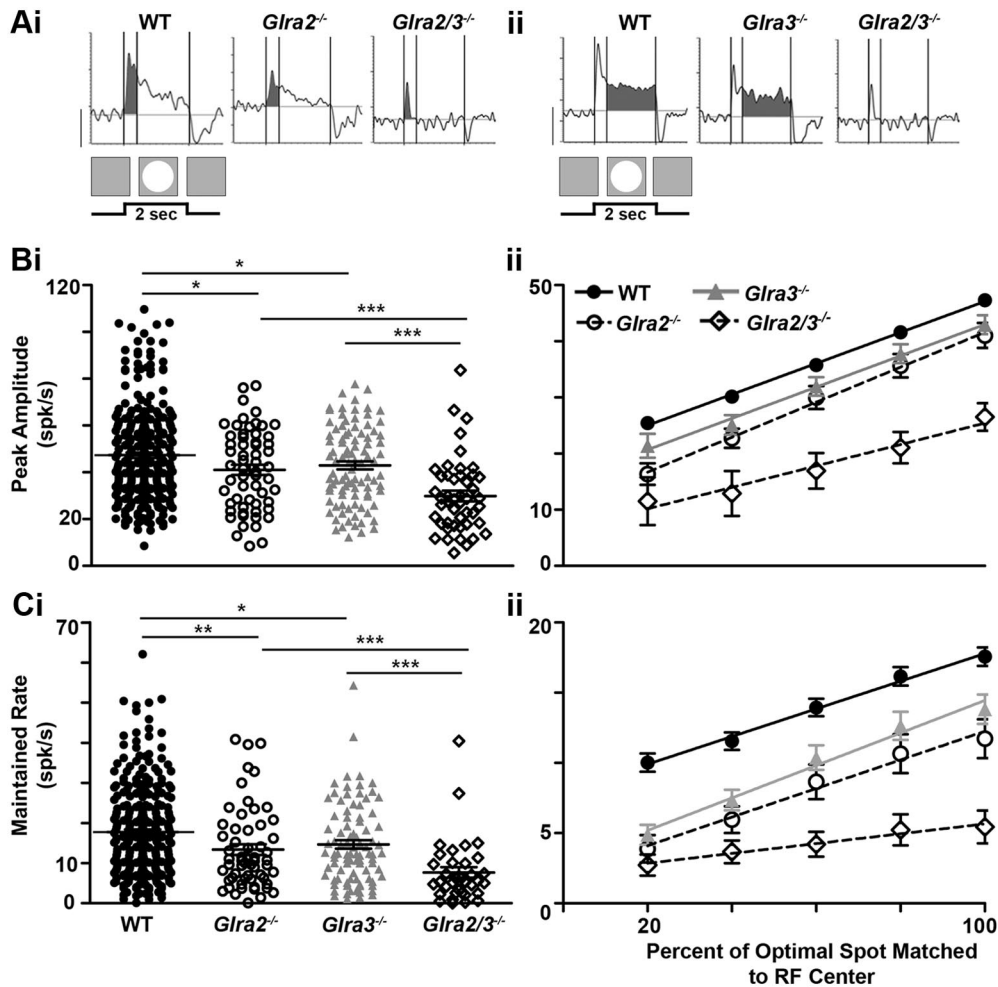 Ai WT Glra2-/- Glra2/3-/-
ii WT Glra3-/- Glra2/3-/-
2 sec
2 sec
Bi
120
20
0
Peak Amplitude
(spk/s)
*
*
***
***
ii
50
10
0
WT Glra3-/-
Glra2-/- Glra2/3-/-
Ci
70
10
0
Maintained Rate
(spk/s)
*
**
***
***
WT Glra2-/- Glra3-/- Glra2/3-/-
ii
20
5
0
20 100
Percent of Optimal Spot Matched
to RF Center